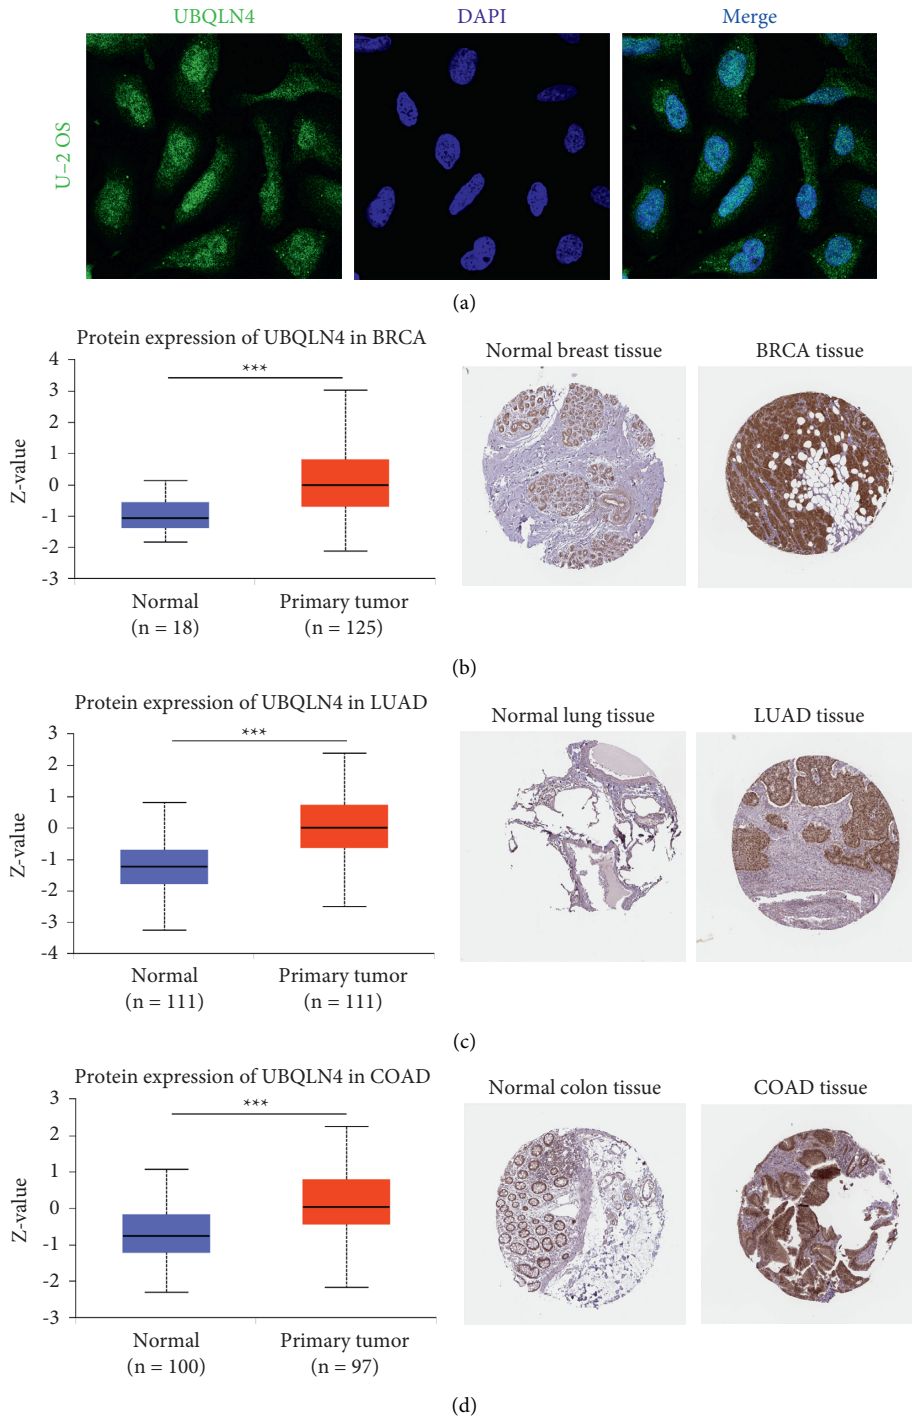 UBQLN4 DAPI Merge
U–2 OS
(a)
Protein expression of UBQLN4 in BRCA
Normal breast tissue BRCA tissue
4
3
2
1
0
-1
-2
-3
Z-value
***
Normal
(n = 18)
Primary tumor
(n = 125)
(b)
Protein expression of UBQLN4 in LUAD
Normal lung tissue LUAD tissue
3
2
1
0
-1
-2
-3
-4
Z-value
***
Normal
(n = 111)
Primary tumor
(n = 111)
(c)
Protein expression of UBQLN4 in COAD
Normal colon tissue COAD tissue
3
2
1
0
-1
-2
-3
Z-value
***
Normal
(n = 100)
Primary tumor
(n = 97)
(d)